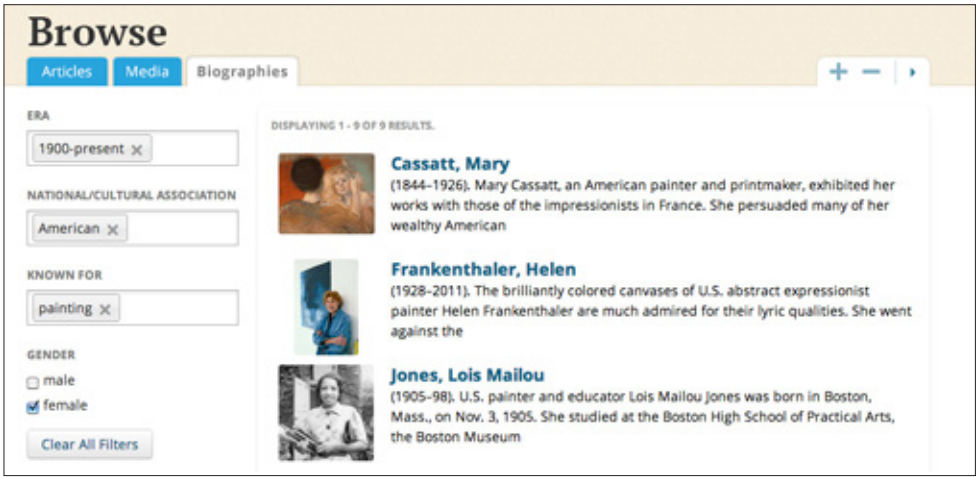 Browse
Articles Media Biographies
ERA
1900-present ×
NATIONAL/CULTURAL ASSOCIATION
American ×
KNOWN FOR
painting ×
GENDER
male
female
Clear All Filters
DISPLAYING 1 - 9 OF 9 RESULTS.
Cassatt, Mary
(1844–1926). Mary Cassatt, an American painter and printmaker, exhibited her
works with those of the impressionists in France. She persuaded many of her
wealthy American
Frankenthaler, Helen
(1928–2011). The brilliantly colored canvases of U.S. abstract expressionist
painter Helen Frankenthaler are much admired for their lyric qualities. She went
against the
Jones, Lois Mailou
(1905–98). U.S. painter and educator Lois Mailou Jones was born in Boston,
Mass., on Nov. 3, 1905. She studied at the Boston High School of Practical Arts,
the Boston Museum